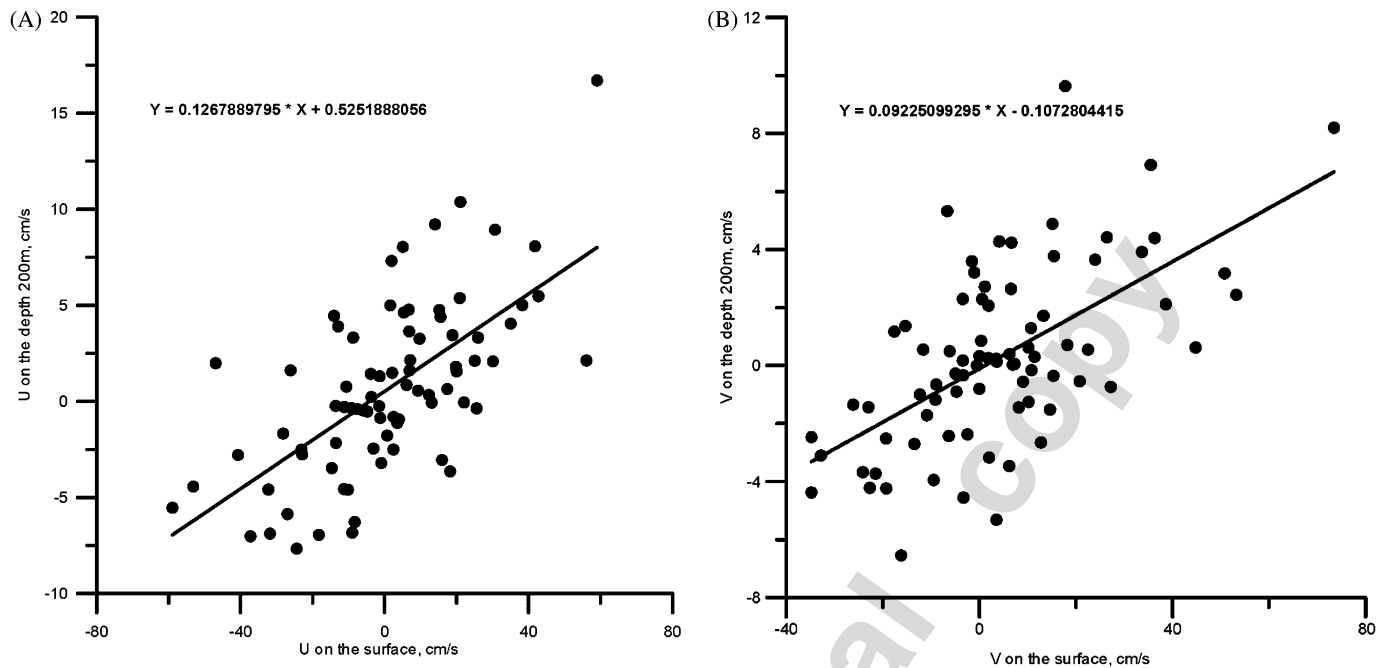 (A)
20
15
10
5
0
-5
-10
-80
-40
0
40
80
Y = 0.1267889795 * X + 0.5251888056
U on the depth 200m, cm/s
U on the surface, cm/s
(B)
12
8
4
0
-4
-8
-40
0
40
80
Y = 0.09225099295 * X - 0.1072804415
V on the depth 200m, cm/s
V on the surface, cm/s
al copy